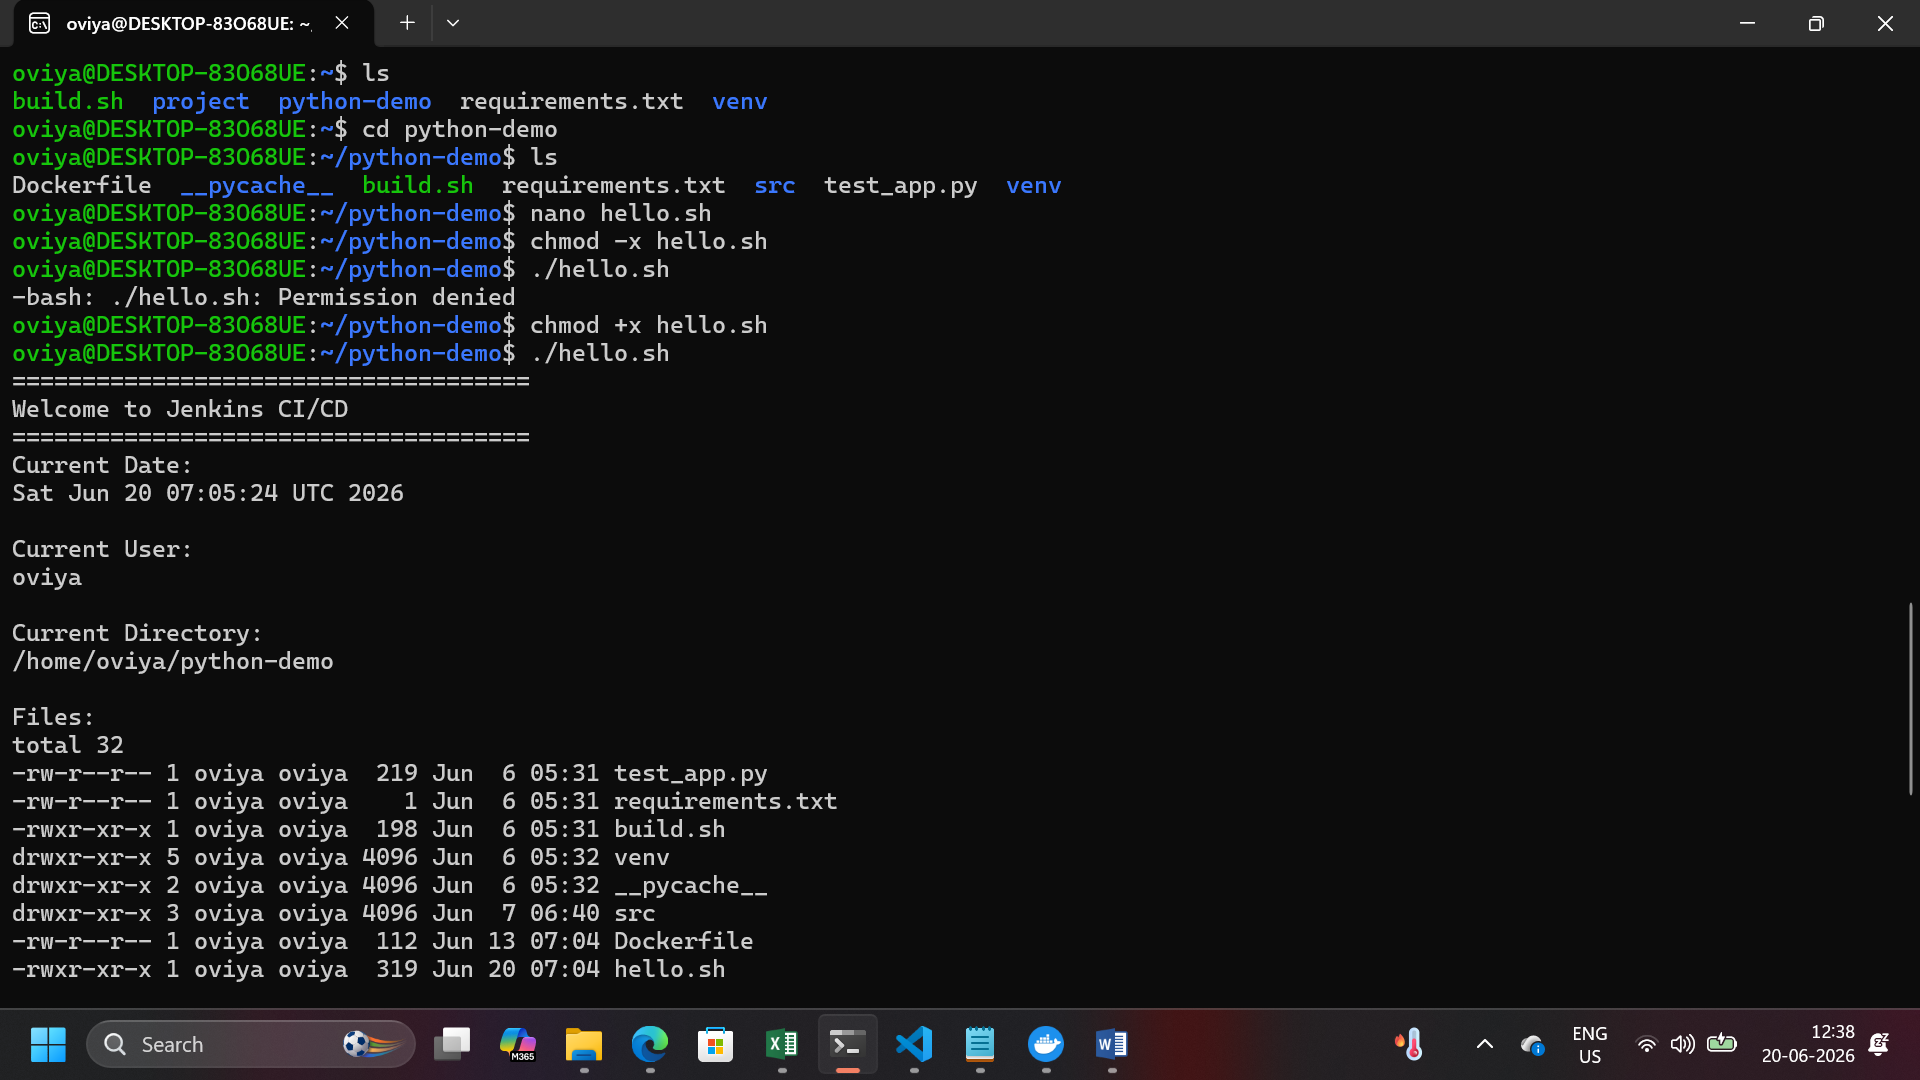 oviya@DESKTOP-83O68UE: ~
oviya@DESKTOP-83O68UE:~$ ls
build.sh  project  python-demo  requirements.txt  venv
oviya@DESKTOP-83O68UE:~$ cd python-demo
oviya@DESKTOP-83O68UE:~/python-demo$ ls
Dockerfile  __pycache__  build.sh  requirements.txt  src  test_app.py  venv
oviya@DESKTOP-83O68UE:~/python-demo$ nano hello.sh
oviya@DESKTOP-83O68UE:~/python-demo$ chmod -x hello.sh
oviya@DESKTOP-83O68UE:~/python-demo$ ./hello.sh
-bash: ./hello.sh: Permission denied
oviya@DESKTOP-83O68UE:~/python-demo$ chmod +x hello.sh
oviya@DESKTOP-83O68UE:~/python-demo$ ./hello.sh
=====================================
Welcome to Jenkins CI/CD
=====================================
Current Date:
Sat Jun 20 07:05:24 UTC 2026
Current User:
oviya
Current Directory:
/home/oviya/python-demo
Files:
total 32
-rw-r--r-- 1 oviya oviya  219 Jun  6 05:31 test_app.py
-rw-r--r-- 1 oviya oviya    1 Jun  6 05:31 requirements.txt
-rwxr-xr-x 1 oviya oviya  198 Jun  6 05:31 build.sh
drwxr-xr-x 5 oviya oviya 4096 Jun  6 05:32 venv
drwxr-xr-x 2 oviya oviya 4096 Jun  6 05:32 __pycache__
drwxr-xr-x 3 oviya oviya 4096 Jun  7 06:40 src
-rw-r--r-- 1 oviya oviya  112 Jun 13 07:04 Dockerfile
-rwxr-xr-x 1 oviya oviya  319 Jun 20 07:04 hello.sh
Search
M365
ENG
US
12:38
20-06-2026